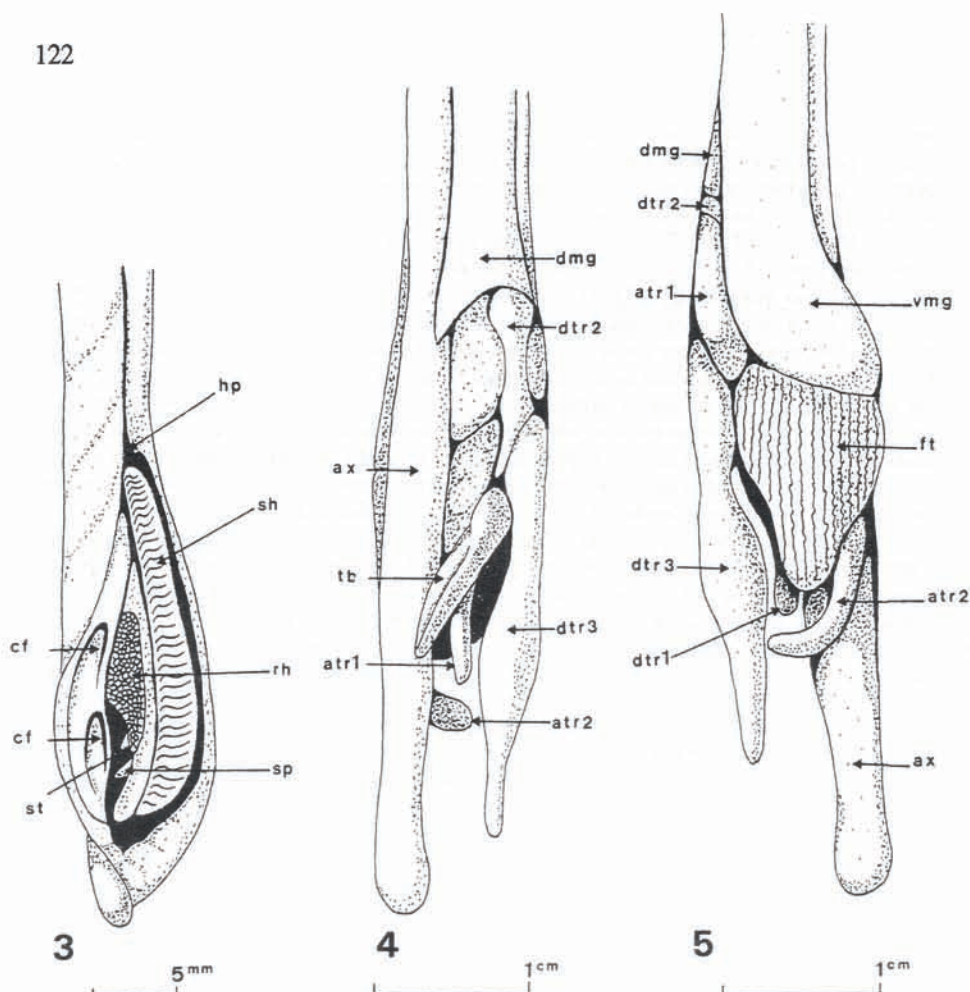 122
hp
sh
cf
rh
cf
sp
st
3
5mm
dmg
dtr2
ax
tb
dtr3
atr1
atr2
4
1cm
dmg
dtr2
atr1
vmg
ft
dtr3
atr2
dtr1
ax
5
1cm